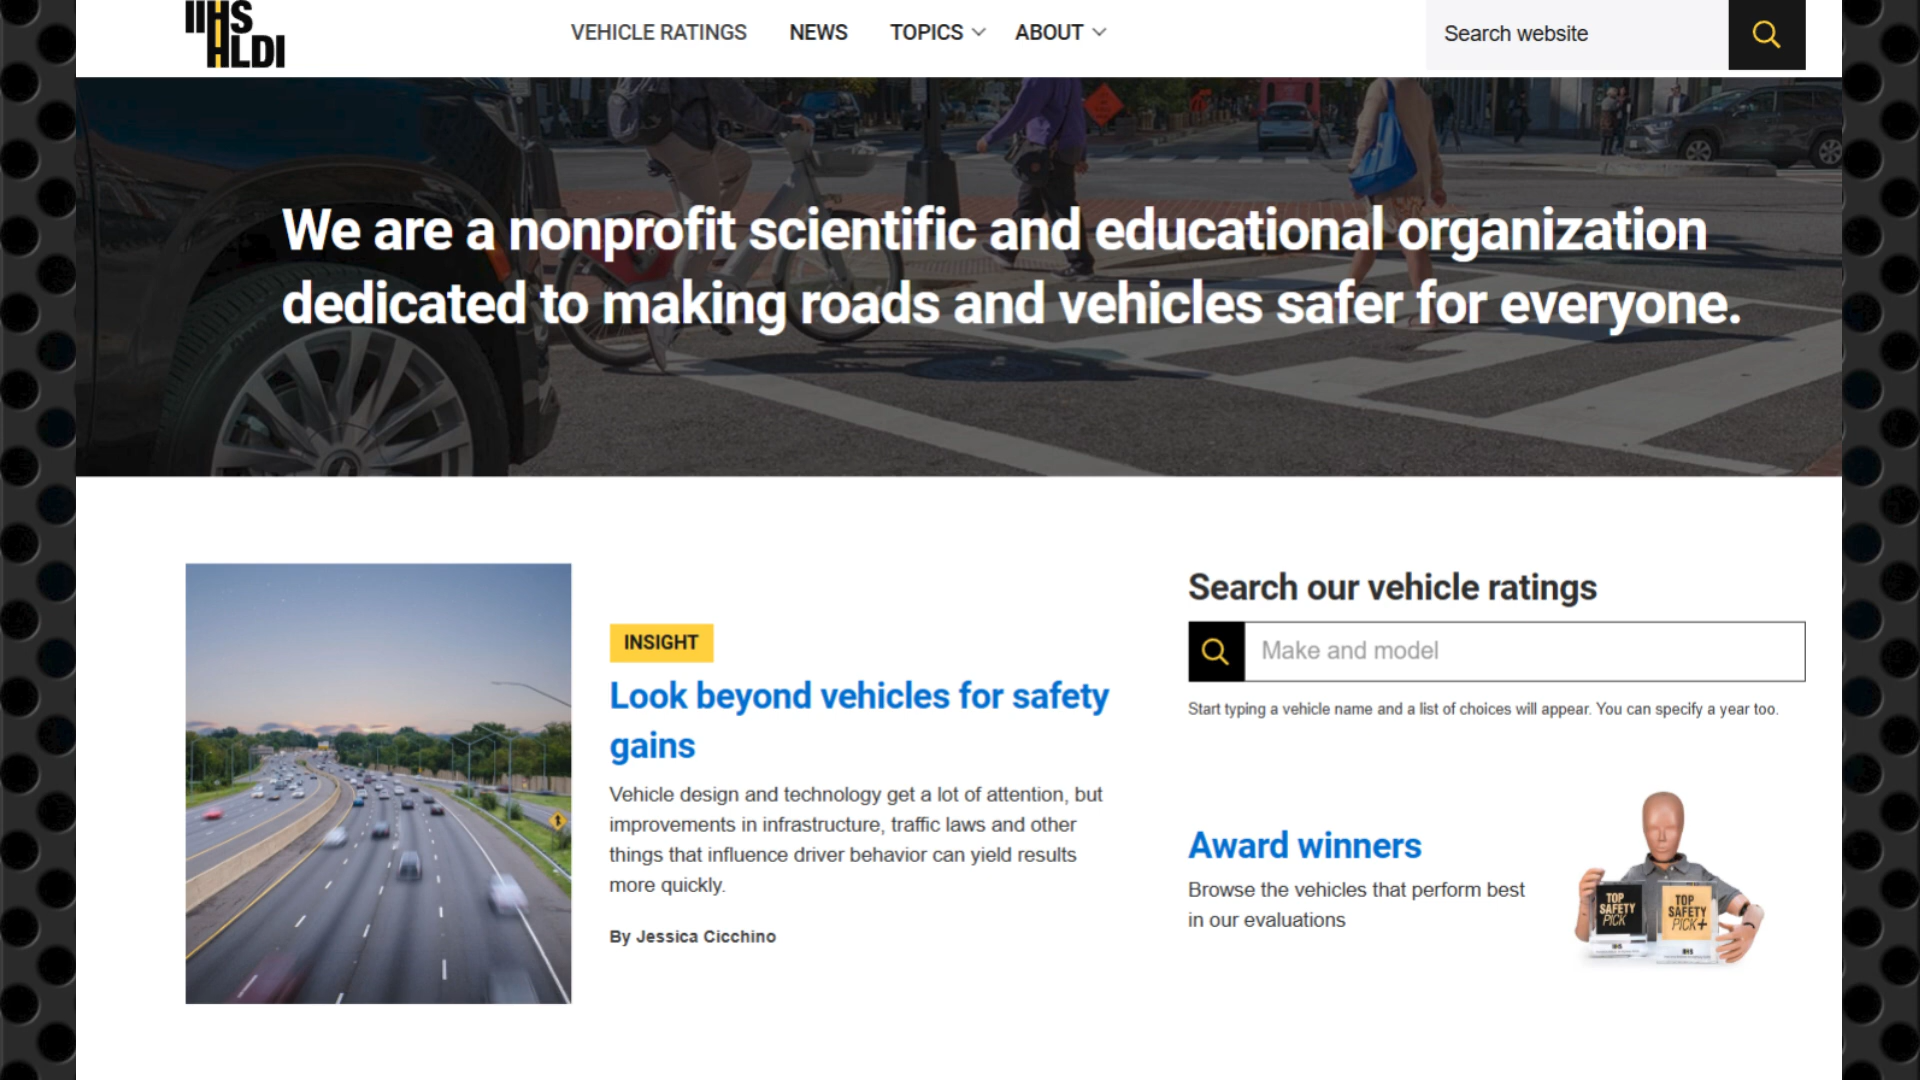 IIHS
HLDI
VEHICLE RATINGS
NEWS
TOPICS
ABOUT
Search website
We are a nonprofit scientific and educational organization
dedicated to making roads and vehicles safer for everyone.
INSIGHT
Look beyond vehicles for safety
gains
Vehicle design and technology get a lot of attention, but
improvements in infrastructure, traffic laws and other
things that influence driver behavior can yield results
more quickly.
By Jessica Cicchino
Search our vehicle ratings
Make and model
Start typing a vehicle name and a list of choices will appear. You can specify a year too.
Award winners
Browse the vehicles that perform best
in our evaluations
TOP
SAFETY
PICK
TOP
SAFETY
PICK+
IIHS
IIHS